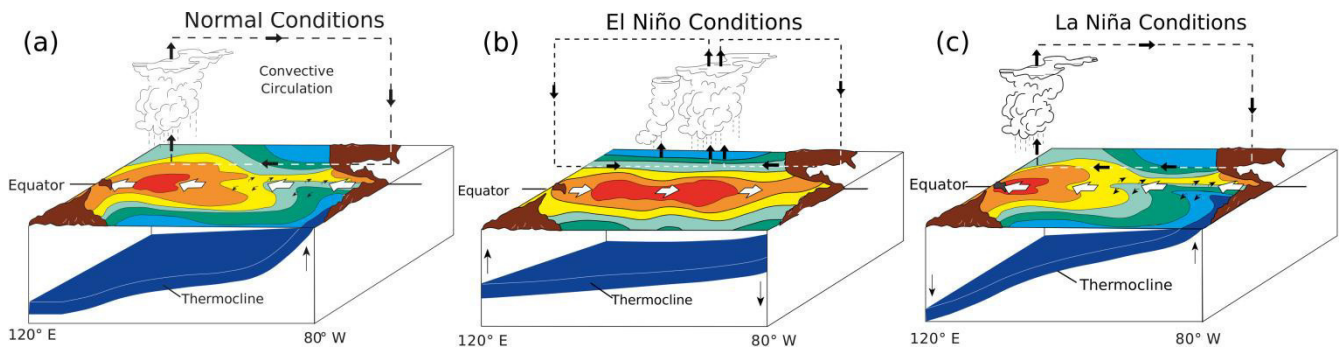 (a)
Normal Conditions
Convective
Circulation
Equator
Thermocline
120° E
80° W
(b)
El Niño Conditions
Equator
Thermocline
120° E
80° W
(c)
La Niña Conditions
Equator
Thermocline
120° E
80° W